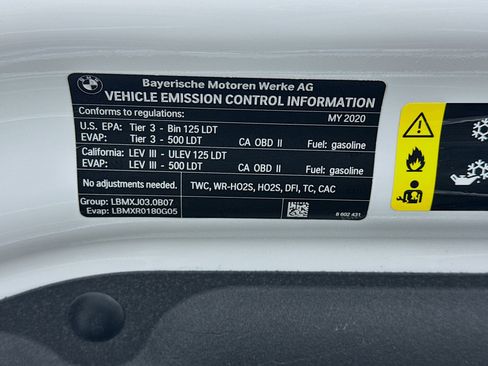 BMW
Bayerische Motoren Werke AG
VEHICLE EMISSION CONTROL INFORMATION
Conforms to regulations: MY 2020
U.S. EPA: Tier 3 - Bin 125 LDT
EVAP: Tier 3 - 500 LDT CA OBD II Fuel: gasoline
California: LEV III - ULEV 125 LDT
EVAP: LEV III - 500 LDT CA OBD II Fuel: gasoline
No adjustments needed. TWC, WR-HO2S, HO2S, DFI, TC, CAC
Group: LBMXJ03.0B07
Evap: LBMXR0180G05 8 602 431